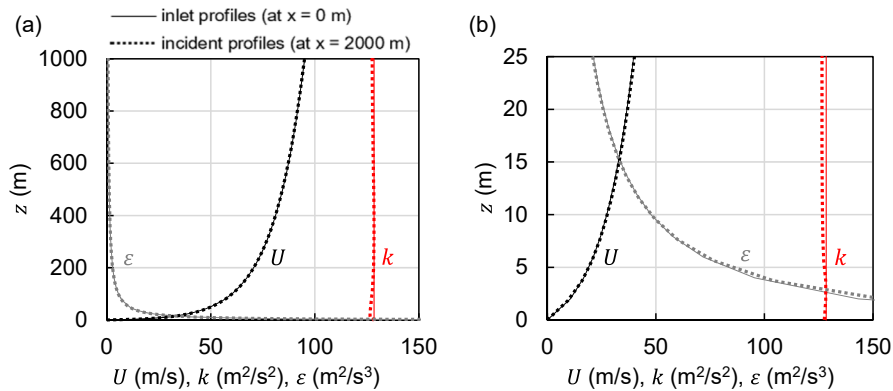 (a)
inlet profiles (at x = 0 m)
incident profiles (at x = 2000 m)
1000
800
600
400
200
0
z (m)
ε
U
k
0
50
100
150
(b)
25
20
15
10
5
0
z (m)
U
ε
k
0
50
100
150
U (m/s), k (m²/s²), ε (m²/s³)
U (m/s), k (m²/s²), ε (m²/s³)